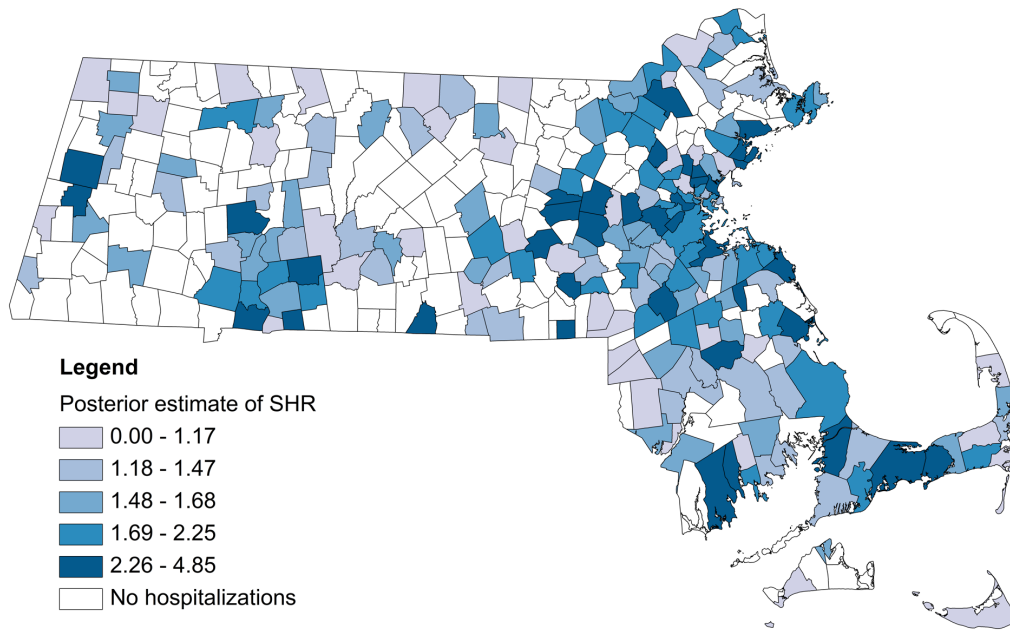 Legend
Posterior estimate of SHR
0.00 - 1.17
1.18 - 1.47
1.48 - 1.68
1.69 - 2.25
2.26 - 4.85
No hospitalizations